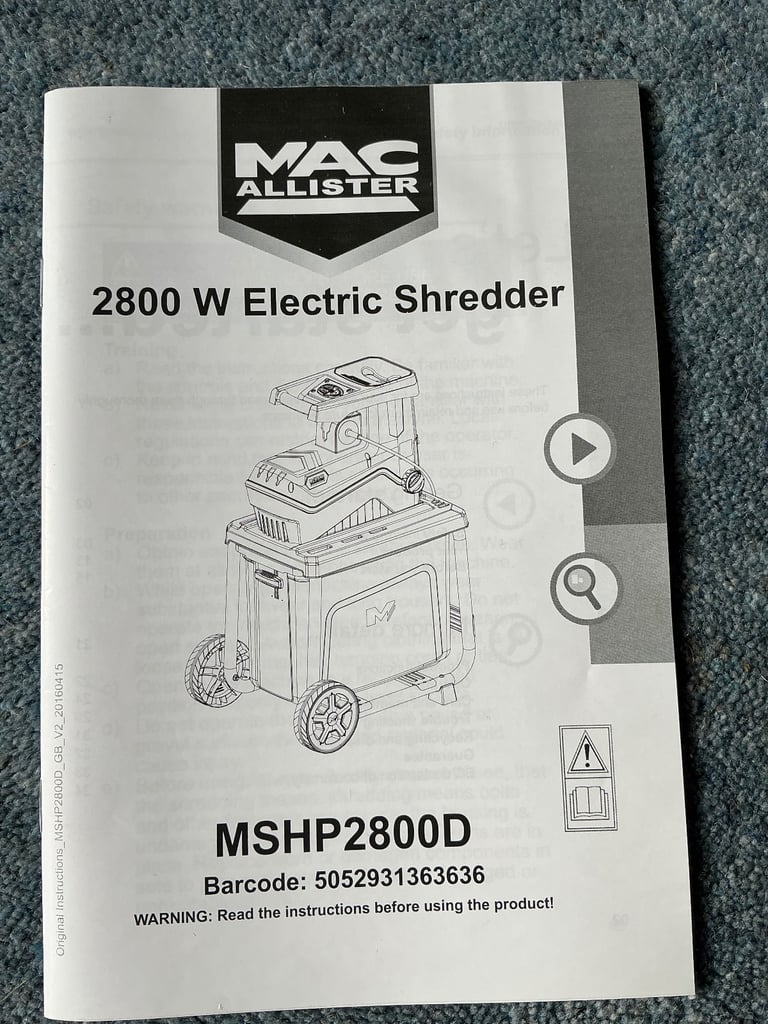 MAC
ALLISTER
2800 W Electric Shredder
MSHP2800D
Barcode: 5052931363636
WARNING: Read the instructions before using the product!
Original Instructions_MSHP2800D_GB_V2_20160415